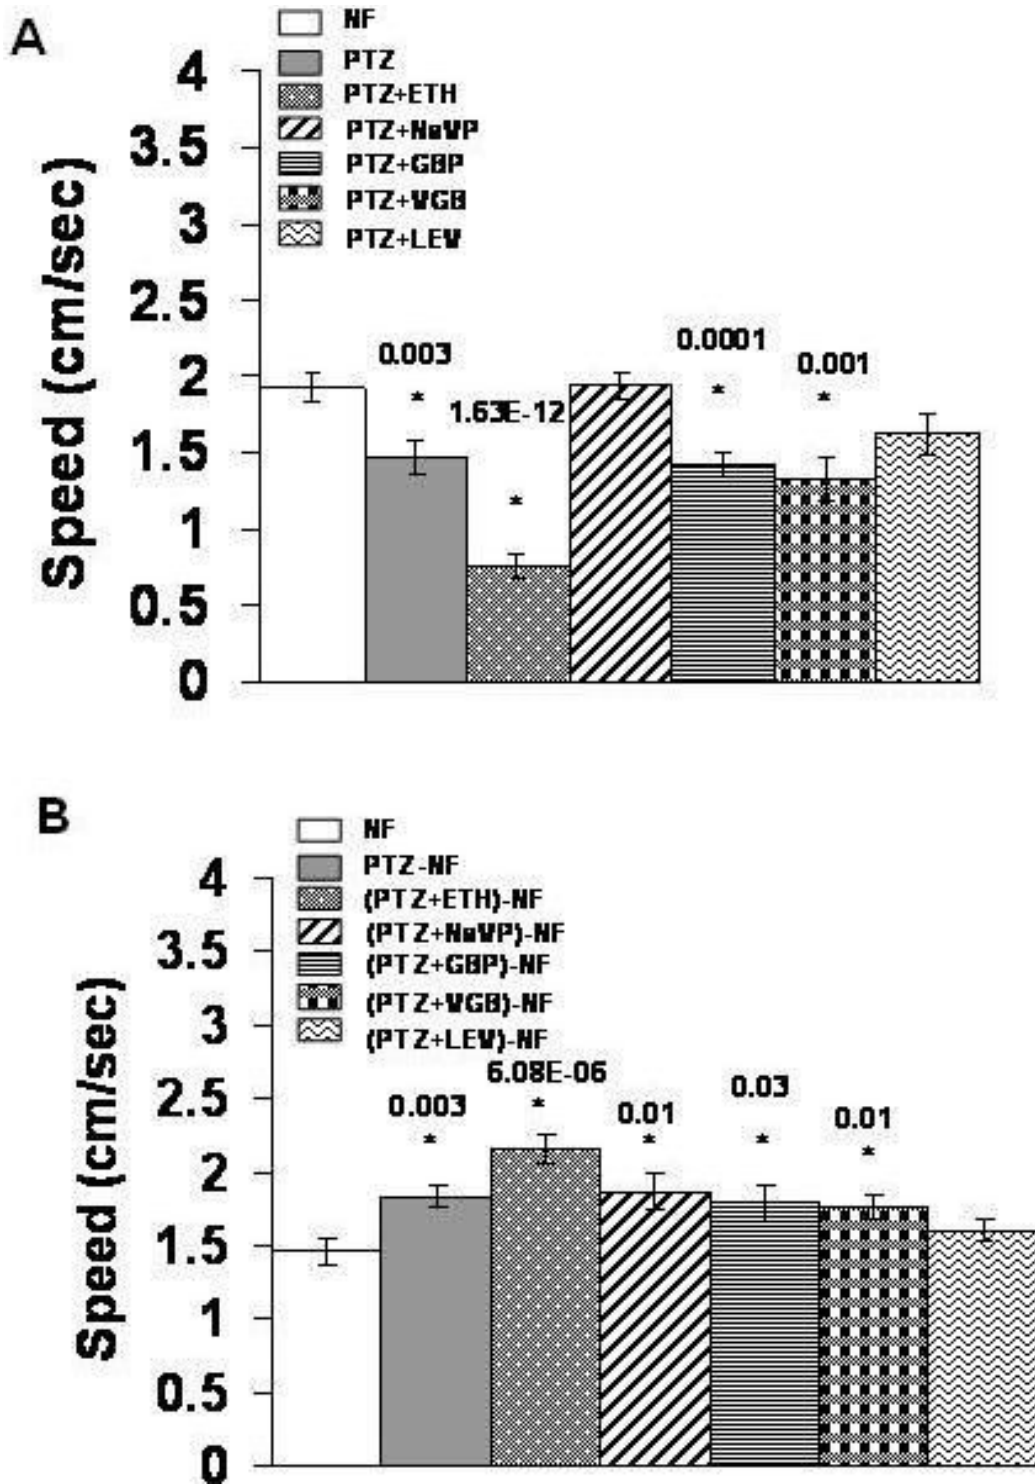 A
NF
PTZ
PTZ+ETH
PTZ+NaVP
PTZ+GBP
PTZ+VGB
PTZ+LEV
Speed (cm/sec)
4
3.5
3
2.5
2
1.5
1
0.5
0
0.003
*
1.63E-12
*
0.0001
*
0.001
*
B
NF
PTZ-NF
(PTZ+ETH)-NF
(PTZ+NaVP)-NF
(PTZ+GBP)-NF
(PTZ+VGB)-NF
(PTZ+LEV)-NF
Speed (cm/sec)
4
3.5
3
2.5
2
1.5
1
0.5
0
0.003
*
6.08E-06
*
0.01
*
0.03
*
0.01
*